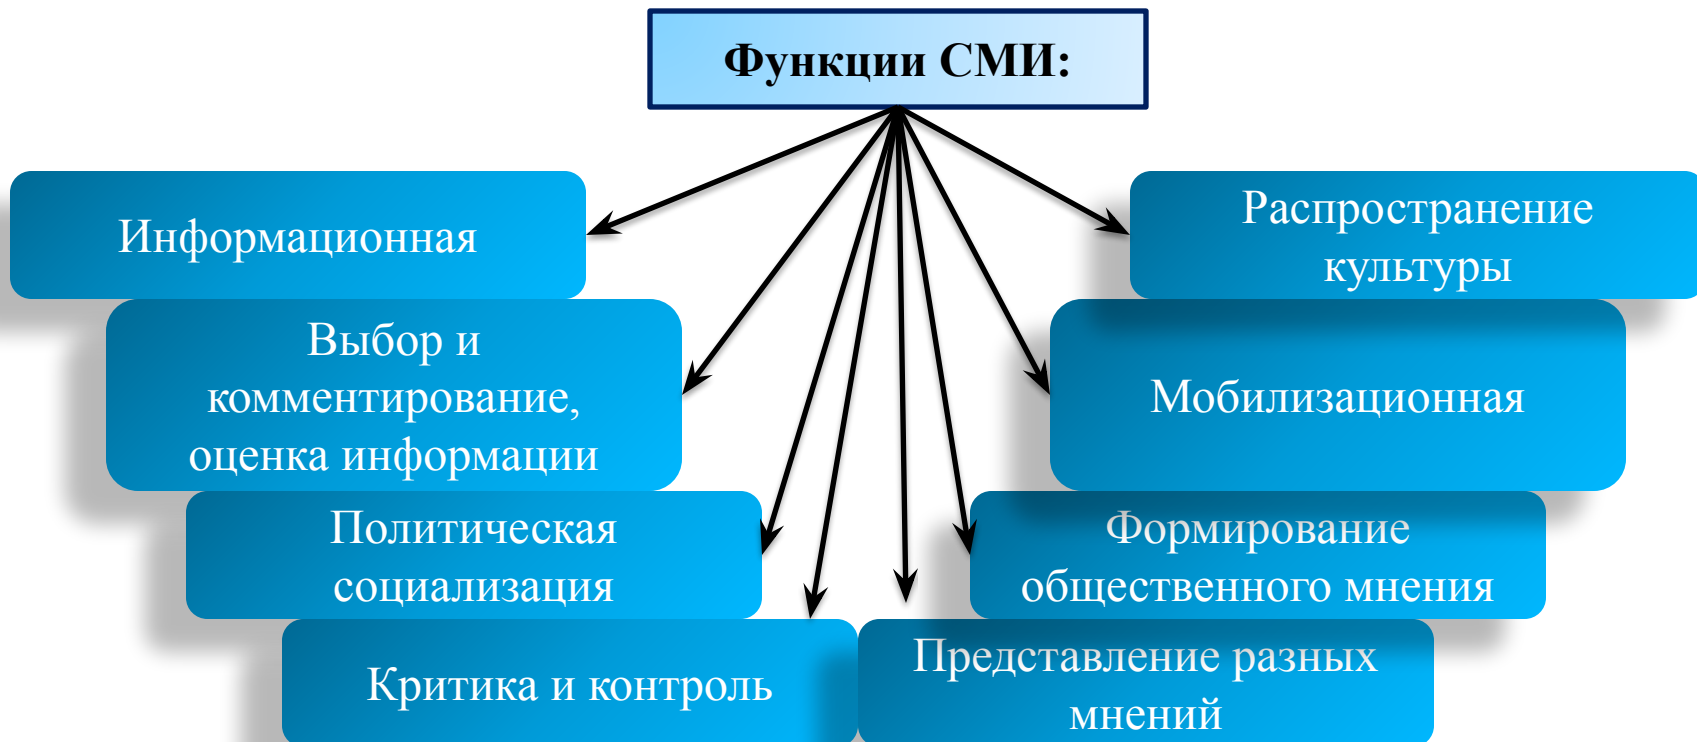 Функции СМИ:
Информационная
Распространение
культуры
Выбор и
комментирование,
оценка информации
Мобилизационная
Политическая
социализация
Формирование
общественного мнения
Критика и контроль
Представление разных
мнений